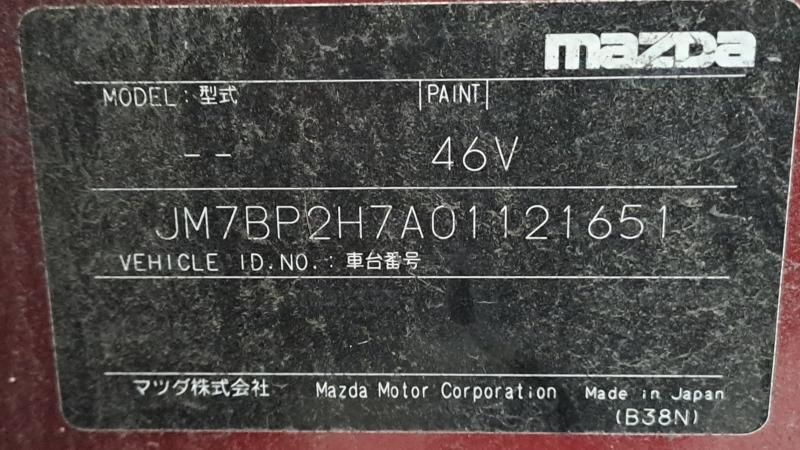 mazda
MODEL : 型式 PAINT
-- 46V
JM7BP2H7A01121651
VEHICLE ID.NO. : 車台番号
マツダ株式会社 Mazda Motor Corporation Made in Japan
(B38N)